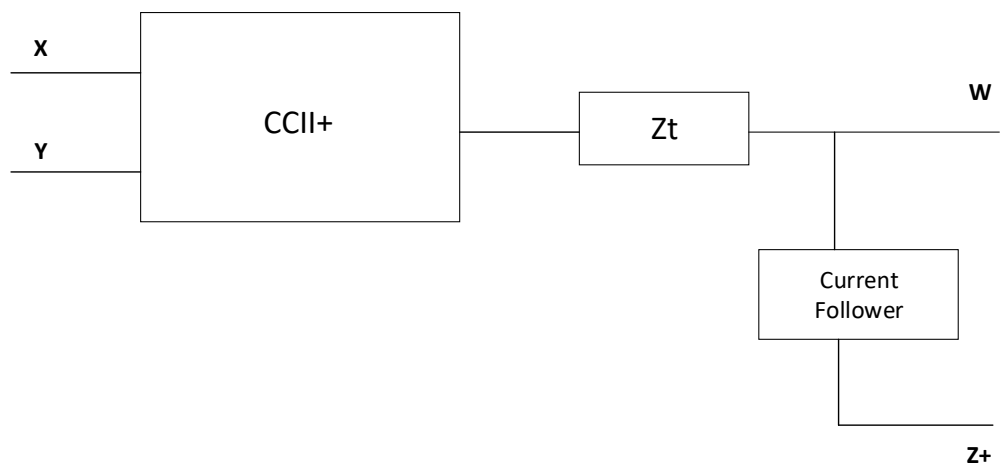 X
Y
CCII+
Zt
W
Current
Follower
Z+